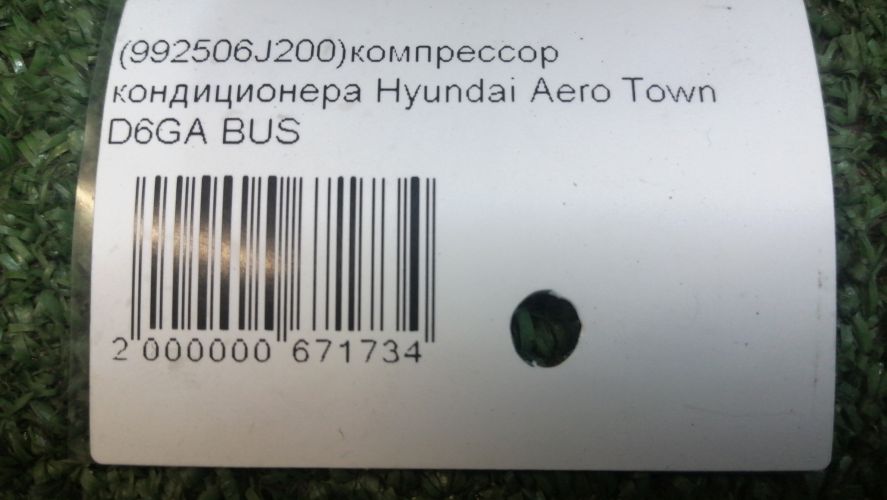 (992506J200)компрессор
кондиционера Hyundai Aero Town
D6GA BUS
2 000000 671734